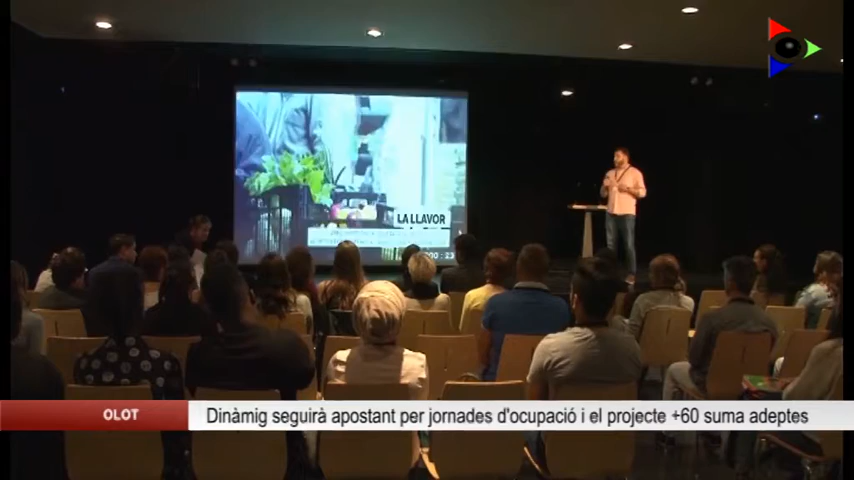 LA LLAVOR
OLOT
Dinàmig seguirà apostant per jornades d'ocupació i el projecte +60 suma adeptes